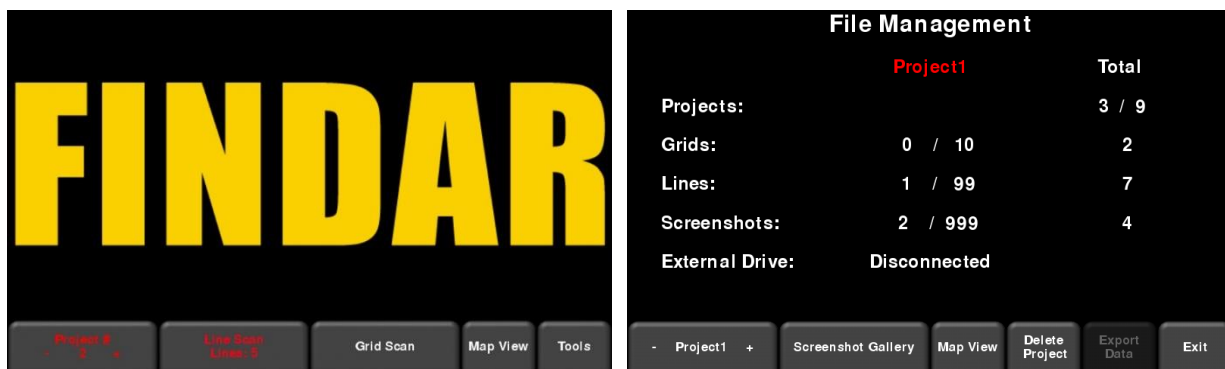 FINDAR
Project #
- 2 +
Line Scan
Lines: 5
Grid Scan
Map View
Tools
File Management
Project1 Total
Projects: 3 / 9
Grids: 0 / 10 2
Lines: 1 / 99 7
Screenshots: 2 / 999 4
External Drive: Disconnected
- Project1 +
Screenshot Gallery
Map View
Delete
Project
Export
Data
Exit